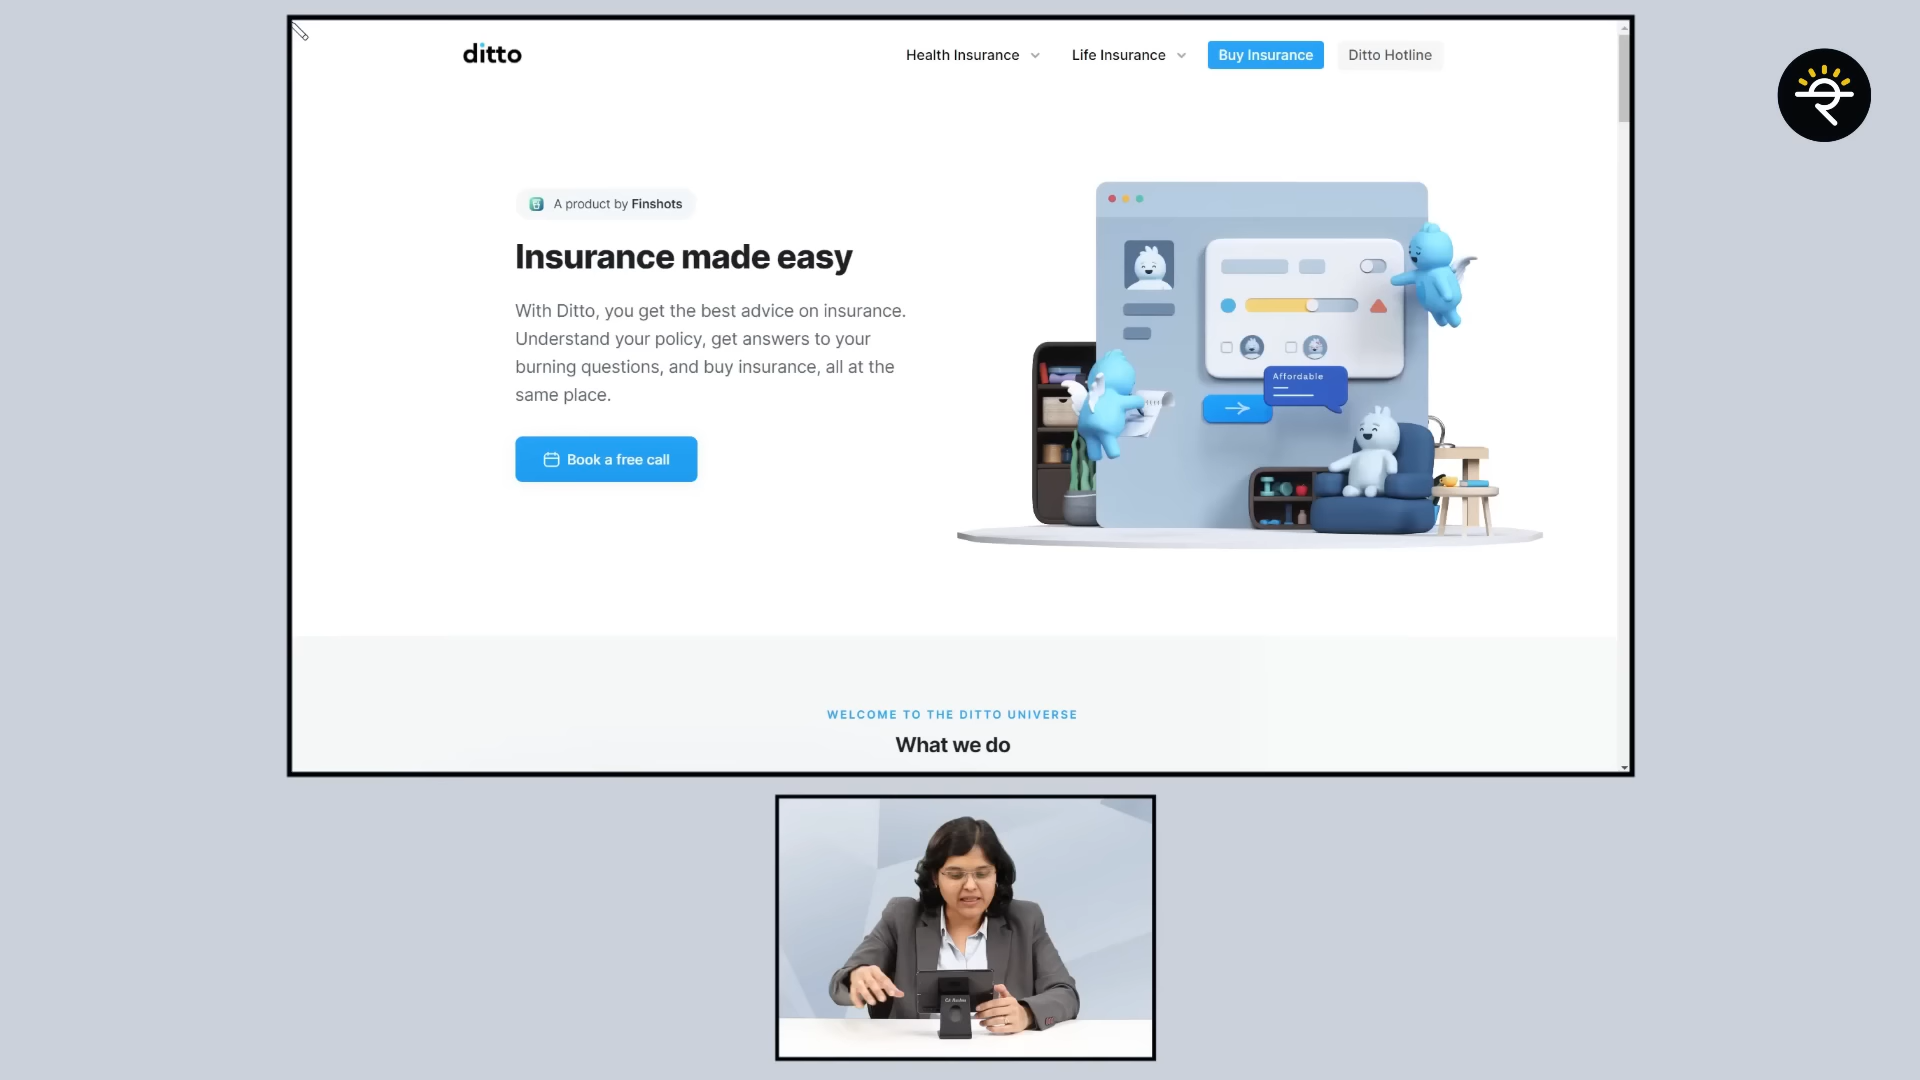 ditto
Health Insurance
Life Insurance
Buy Insurance
Ditto Hotline
A product by Finshots
Insurance made easy
With Ditto, you get the best advice on insurance.
Understand your policy, get answers to your
burning questions, and buy insurance, all at the
same place.
Book a free call
Affordable
WELCOME TO THE DITTO UNIVERSE
What we do